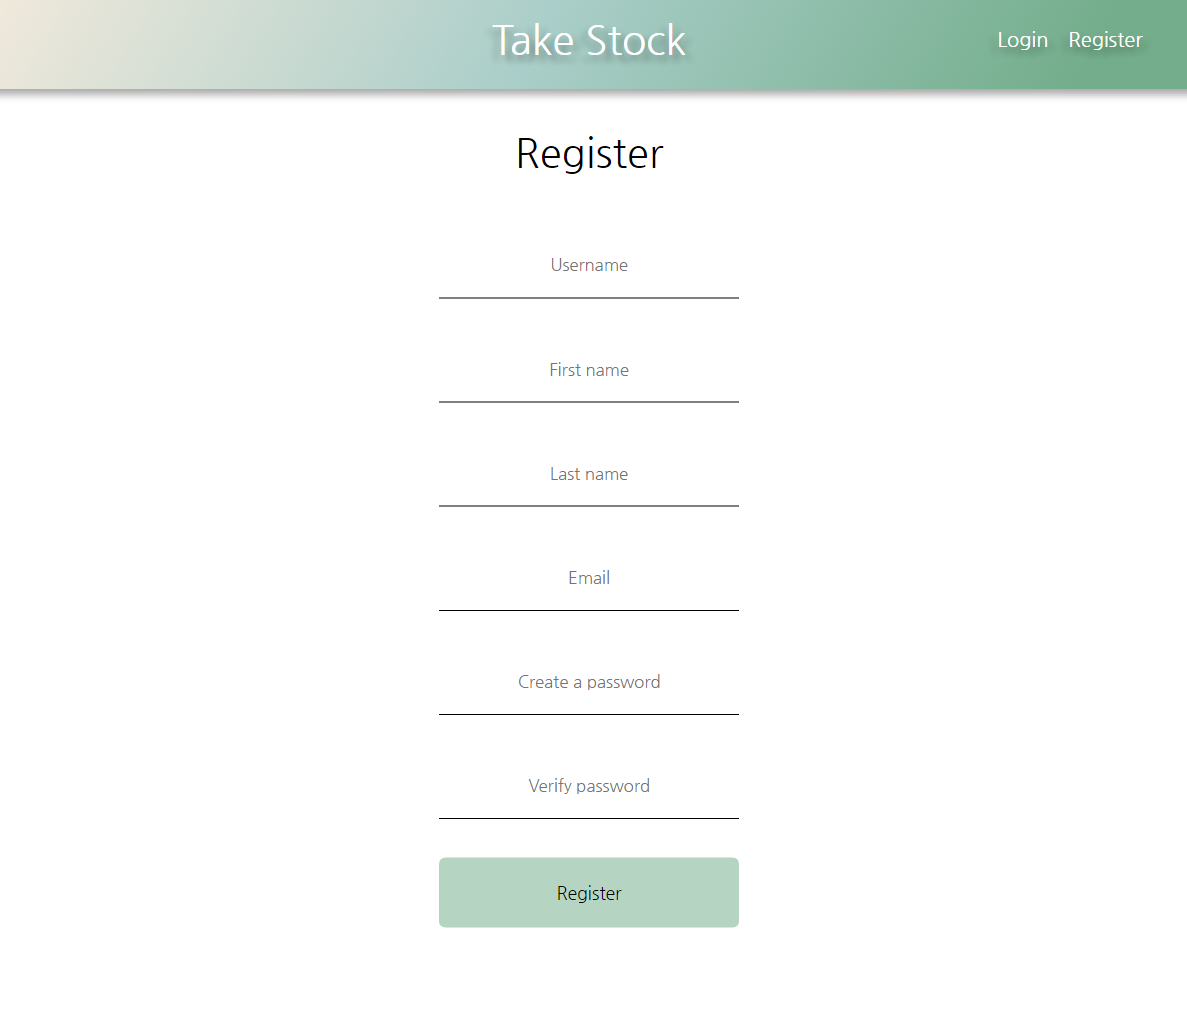 Take Stock
Login Register
Register
Username
First name
Last name
Email
Create a password
Verify password
Register